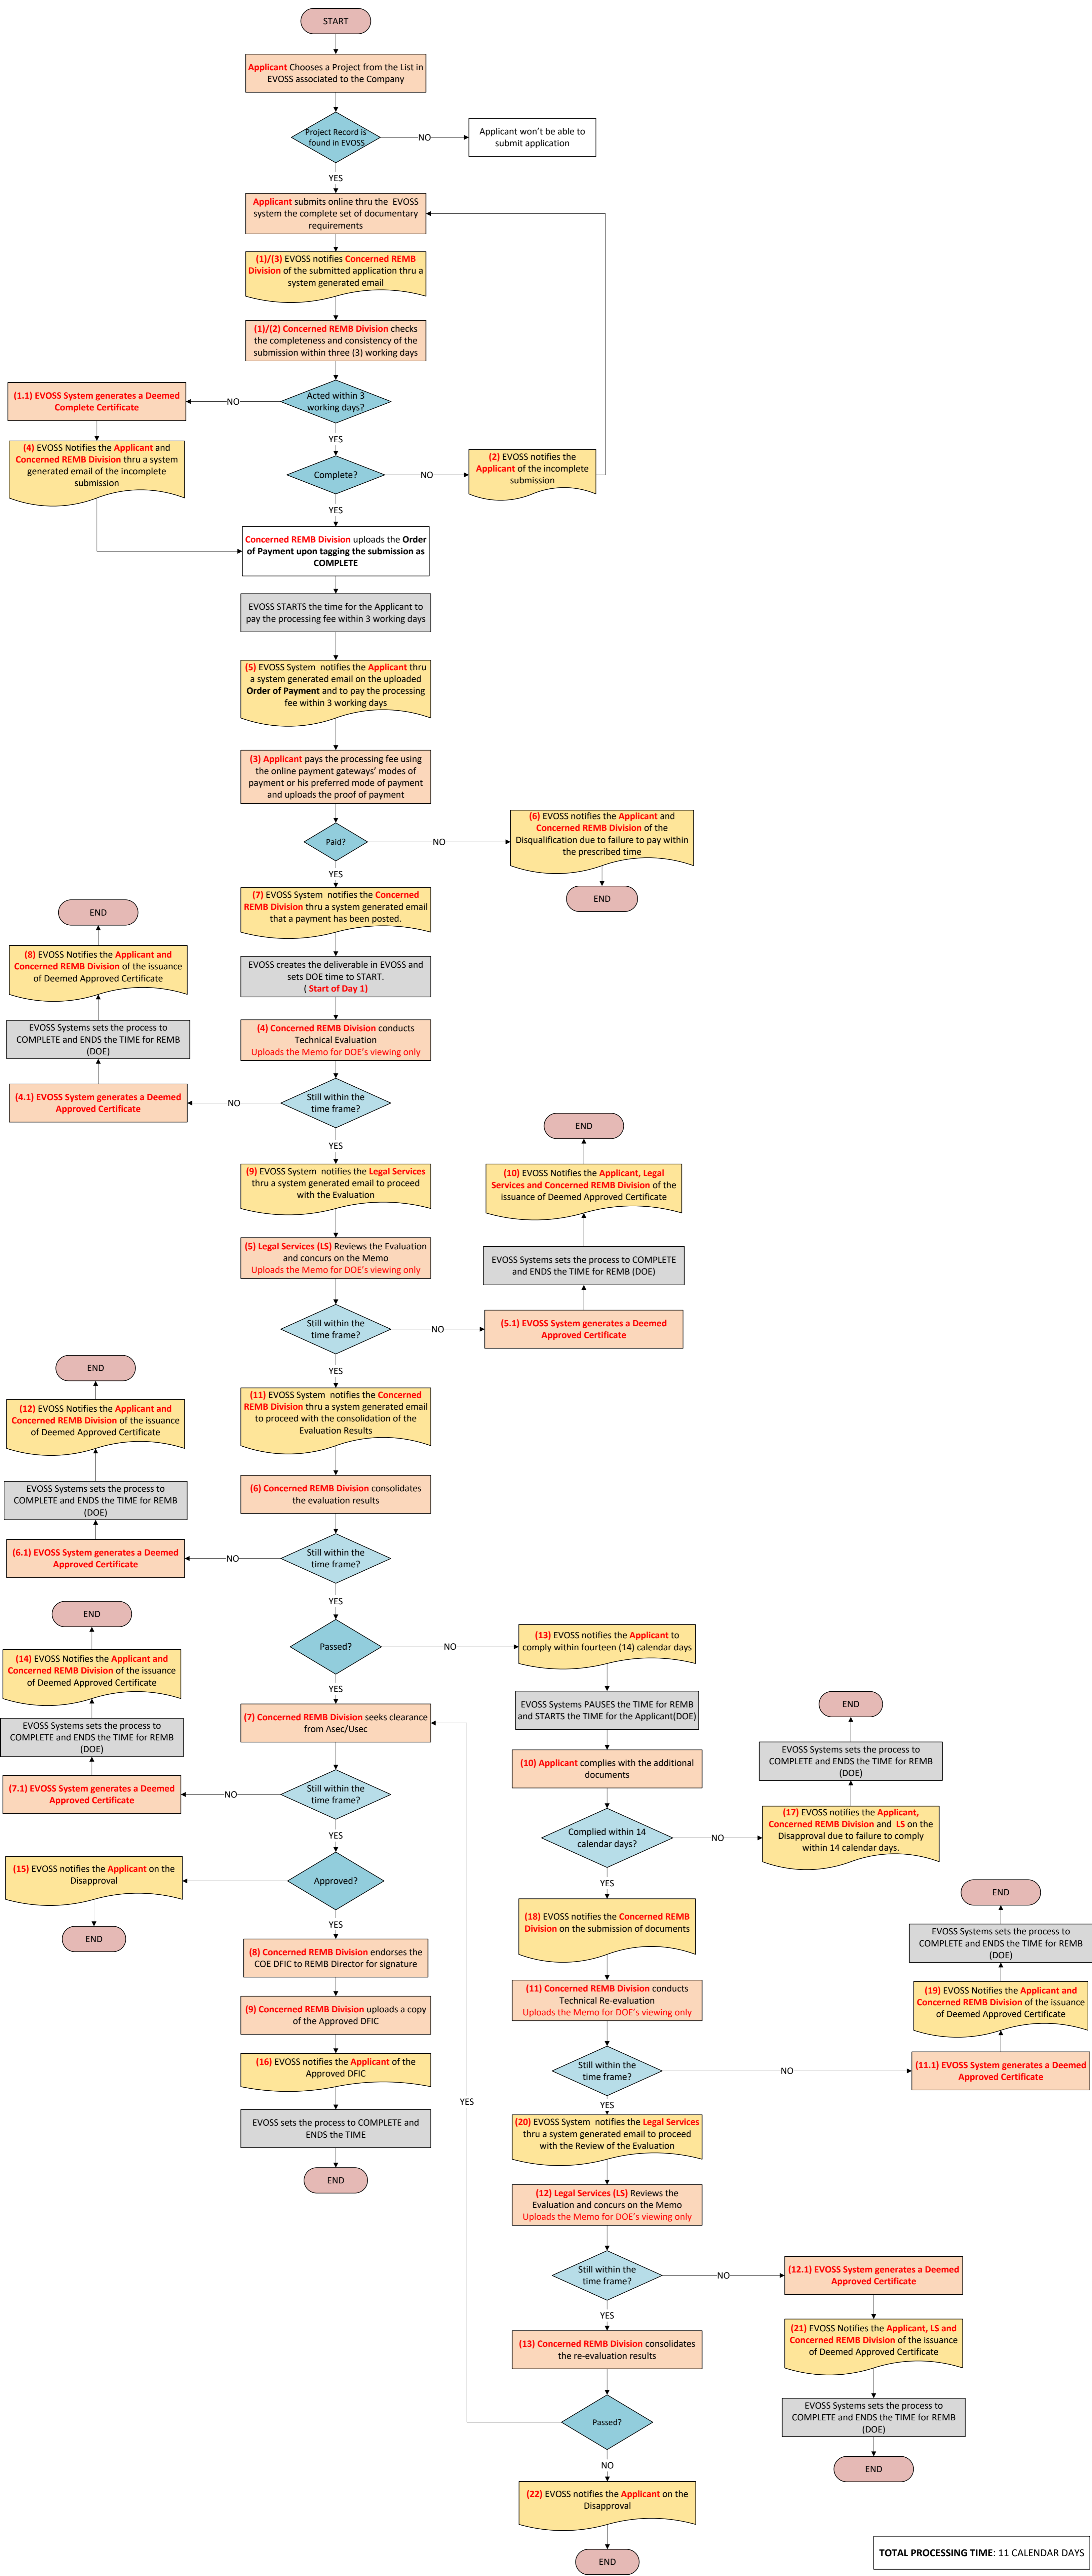 START
Applicant Chooses a Project from the List in
EVOSS associated to the Company
Project Record is
found in EVOSS
NO
Applicant won't be able to
submit application
YES
Applicant submits online thru the EVOSS
system the complete set of documentary
requirements
(1)/(3) EVOSS notifies Concerned REMB
Division of the submitted application thru a
system generated email
(1)/(2) Concerned REMB Division checks
the completeness and consistency of the
submission within three (3) working days
Acted within 3
working days?
NO
(1.1) EVOSS System generates a Deemed
Complete Certificate
(4) EVOSS Notifies the Applicant and
Concerned REMB Division thru a system
generated email of the incomplete
submission
YES
Complete?
NO
(2) EVOSS notifies the
Applicant of the incomplete
submission
YES
Concerned REMB Division uploads the Order
of Payment upon tagging the submission as
COMPLETE
EVOSS STARTS the time for the Applicant to
pay the processing fee within 3 working days
(5) EVOSS System notifies the Applicant thru
a system generated email on the uploaded
Order of Payment and to pay the processing
fee within 3 working days
(3) Applicant pays the processing fee using
the online payment gateways' modes of
payment or his preferred mode of payment
and uploads the proof of payment
Paid?
NO
(6) EVOSS notifies the Applicant and
Concerned REMB Division of the
Disqualification due to failure to pay within
the prescribed time
END
YES
(7) EVOSS System notifies the Concerned
REMB Division thru a system generated email
that a payment has been posted.
EVOSS creates the deliverable in EVOSS and
sets DOE time to START.
( Start of Day 1)
(4) Concerned REMB Division conducts
Technical Evaluation
Uploads the Memo for DOE's viewing only
Still within the
time frame?
NO
(4.1) EVOSS System generates a Deemed
Approved Certificate
EVOSS Systems sets the process to
COMPLETE and ENDS the TIME for REMB
(DOE)
(8) EVOSS Notifies the Applicant and
Concerned REMB Division of the issuance
of Deemed Approved Certificate
END
YES
(9) EVOSS System notifies the Legal Services
thru a system generated email to proceed
with the Evaluation
(5) Legal Services (LS) Reviews the Evaluation
and concurs on the Memo
Uploads the Memo for DOE's viewing only
Still within the
time frame?
NO
(5.1) EVOSS System generates a Deemed
Approved Certificate
EVOSS Systems sets the process to COMPLETE
and ENDS the TIME for REMB (DOE)
(10) EVOSS Notifies the Applicant, Legal
Services and Concerned REMB Division of the
issuance of Deemed Approved Certificate
END
YES
(11) EVOSS System notifies the Concerned
REMB Division thru a system generated email
to proceed with the consolidation of the
Evaluation Results
(6) Concerned REMB Division consolidates
the evaluation results
Still within the
time frame?
NO
(6.1) EVOSS System generates a Deemed
Approved Certificate
EVOSS Systems sets the process to
COMPLETE and ENDS the TIME for REMB
(DOE)
(12) EVOSS Notifies the Applicant and
Concerned REMB Division of the issuance
of Deemed Approved Certificate
END
YES
Passed?
NO
YES
(7) Concerned REMB Division seeks clearance
from Asec/Usec
Still within the
time frame?
NO
(7.1) EVOSS System generates a Deemed
Approved Certificate
EVOSS Systems sets the process to
COMPLETE and ENDS the TIME for REMB
(DOE)
(14) EVOSS Notifies the Applicant and
Concerned REMB Division of the issuance
of Deemed Approved Certificate
END
YES
Approved?
(15) EVOSS notifies the Applicant on the
Disapproval
END
YES
(8) Concerned REMB Division endorses the
COE DFIC to REMB Director for signature
(9) Concerned REMB Division uploads a copy
of the Approved DFIC
(16) EVOSS notifies the Applicant of the
Approved DFIC
EVOSS sets the process to COMPLETE and
ENDS the TIME
END
(13) EVOSS notifies the Applicant to
comply within fourteen (14) calendar days
EVOSS Systems PAUSES the TIME for REMB
and STARTS the TIME for the Applicant(DOE)
(10) Applicant complies with the additional
documents
Complied within 14
calendar days?
NO
(17) EVOSS notifies the Applicant,
Concerned REMB Division and LS on the
Disapproval due to failure to comply
within 14 calendar days.
EVOSS Systems sets the process to
COMPLETE and ENDS the TIME for REMB
(DOE)
END
YES
(18) EVOSS notifies the Concerned REMB
Division on the submission of documents
(11) Concerned REMB Division conducts
Technical Re-evaluation
Uploads the Memo for DOE's viewing only
Still within the
time frame?
NO
(11.1) EVOSS System generates a Deemed
Approved Certificate
(19) EVOSS Notifies the Applicant and
Concerned REMB Division of the issuance
of Deemed Approved Certificate
EVOSS Systems sets the process to
COMPLETE and ENDS the TIME for REMB
(DOE)
END
YES
(20) EVOSS System notifies the Legal Services
thru a system generated email to proceed
with the Review of the Evaluation
(12) Legal Services (LS) Reviews the
Evaluation and concurs on the Memo
Uploads the Memo for DOE's viewing only
Still within the
time frame?
NO
(12.1) EVOSS System generates a Deemed
Approved Certificate
(21) EVOSS Notifies the Applicant, LS and
Concerned REMB Division of the issuance
of Deemed Approved Certificate
EVOSS Systems sets the process to
COMPLETE and ENDS the TIME for REMB
(DOE)
END
YES
(13) Concerned REMB Division consolidates
the re-evaluation results
Passed?
YES
NO
(22) EVOSS notifies the Applicant on the
Disapproval
END
TOTAL PROCESSING TIME: 11 CALENDAR DAYS